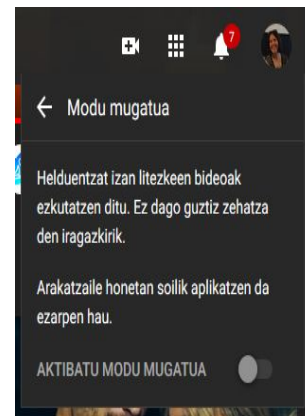 7
Modu mugatua
Helduentzat izan litezkeen bideoak
ezkutatzen ditu. Ez dago guztiz zehatza
den iragazkirik.
Arakatzaile honetan soilik aplikatzen da
ezarpen hau.
AKTIBATU MODU MUGATUA